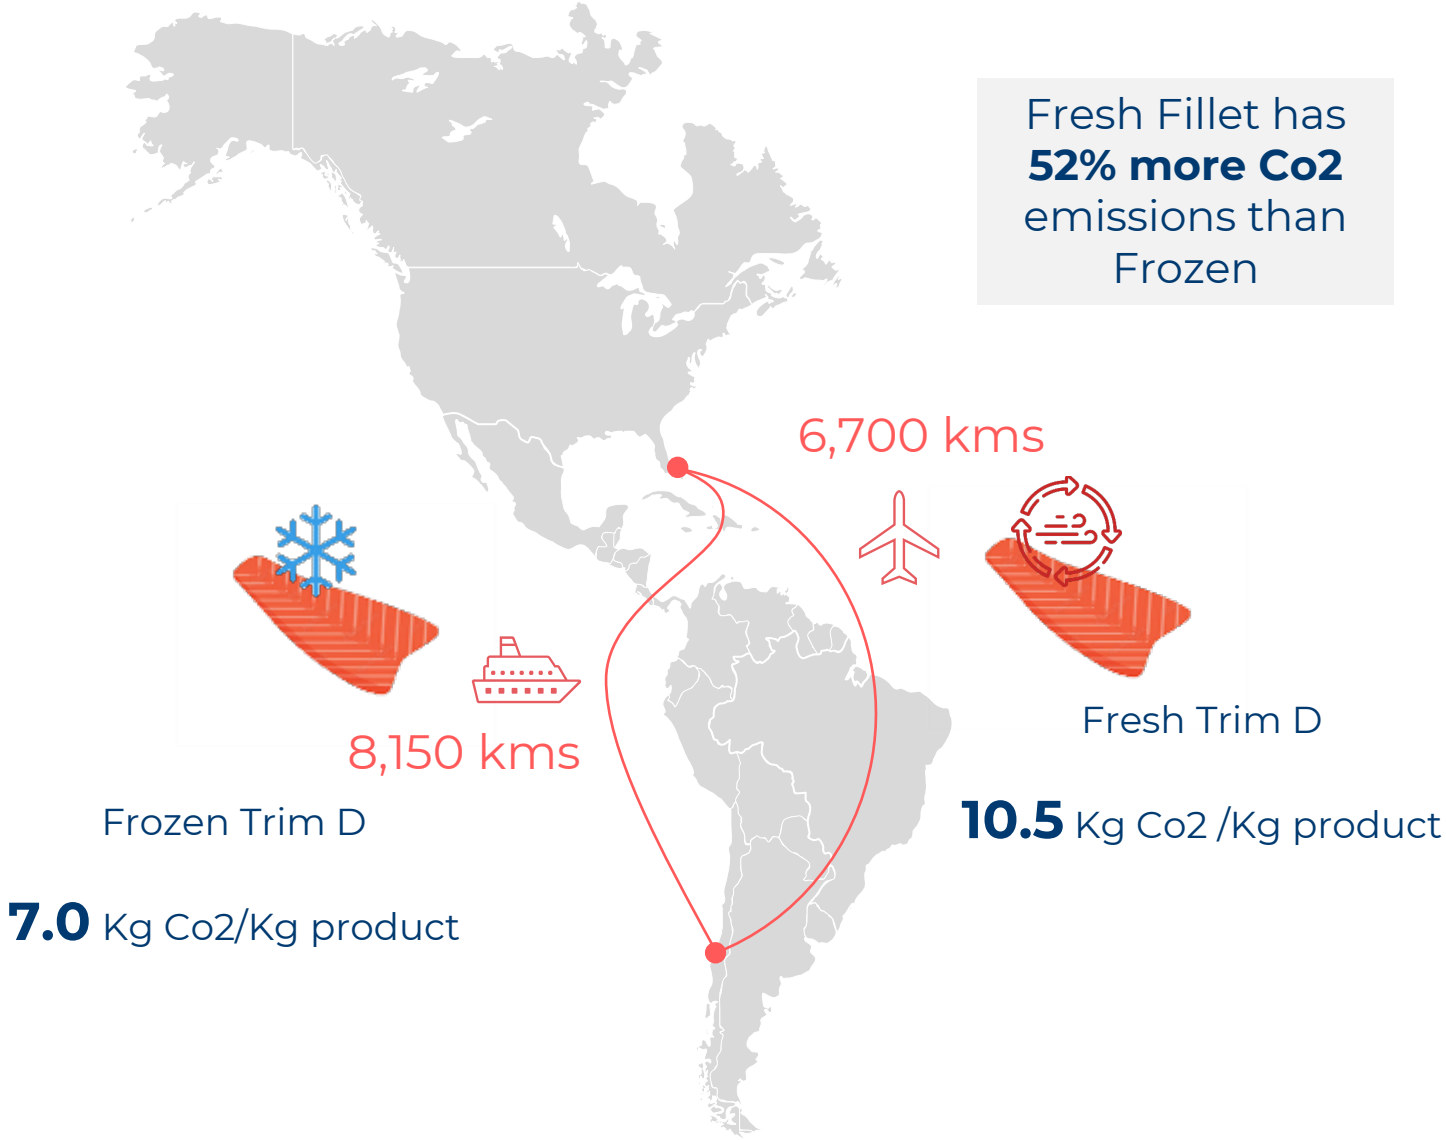 Fresh Fillet has
52% more Co2
emissions than
Frozen
6,700 kms
8,150 kms
Fresh Trim D
10.5 Kg Co2 /Kg product
Frozen Trim D
7.0 Kg Co2/Kg product